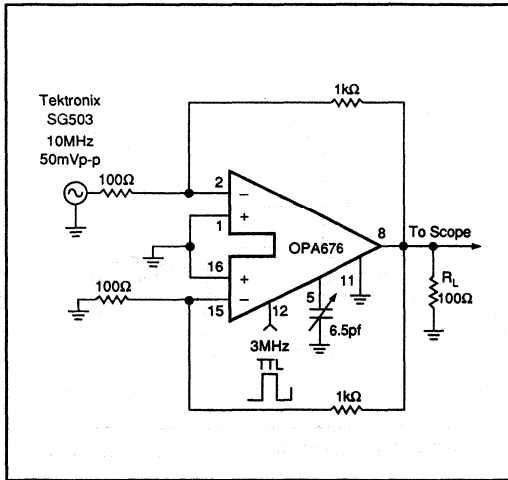 1kΩ
Tektronix
SG503
10MHz
50mVp-p
100Ω
2
−
+
1
8
To Scope
OPA676
16
+
−
15
100Ω
12
5
11
RL
100Ω
6.5pf
3MHz
TTL
1kΩ